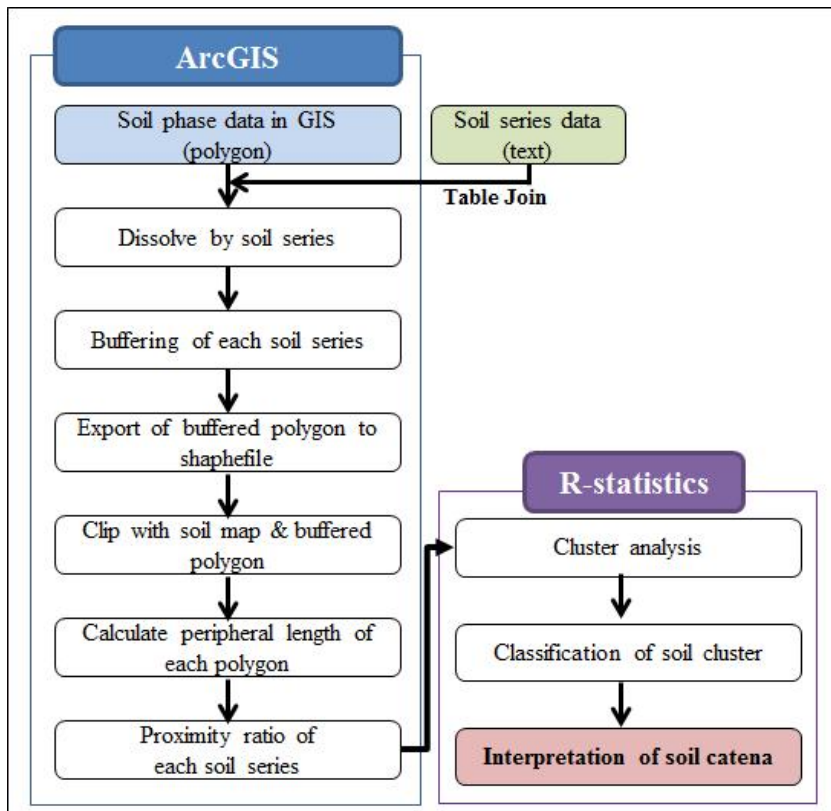 ArcGIS
Soil phase data in GIS
(polygon)
Soil series data
(text)
Table Join
Dissolve by soil series
Buffering of each soil series
Export of buffered polygon to
shaphefile
Clip with soil map & buffered
polygon
Calculate peripheral length of
each polygon
Proximity ratio of
each soil series
R-statistics
Cluster analysis
Classification of soil cluster
Interpretation of soil catena